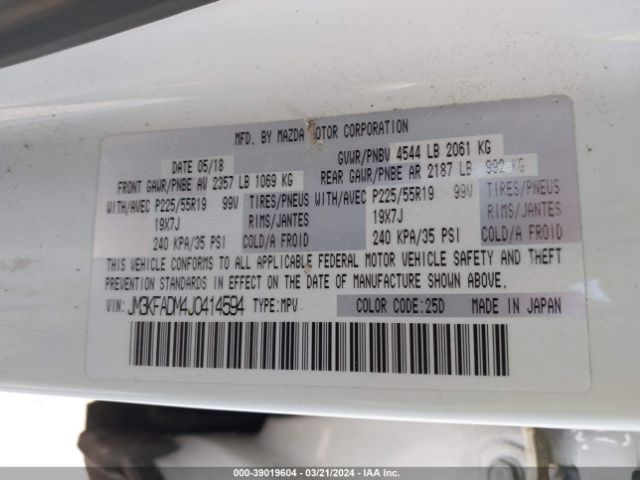 MFD. BY MAZDA MOTOR CORPORATION
DATE 05/18 GVWR/PNBV 4544 LB 2061 KG
FRONT GAWR/PNBE AV 2357 LB 1069 KG REAR GAWR/PNBE AR 2187 LB 992 KG
WITH/AVEC P225/55R19 99V TIRES/PNEUS WITH/AVEC P225/55R19 99V TIRES/PNEUS
19X7J RIMS/JANTES 19X7J RIMS/JANTES
240 KPA/35 PSI COLD/A FROID 240 KPA/35 PSI COLD/A FROID
THIS VEHICLE CONFORMS TO ALL APPLICABLE FEDERAL MOTOR VEHICLE SAFETY AND THEFT
PREVENTION STANDARDS IN EFFECT ON THE DATE OF MANUFACTURE SHOWN ABOVE.
VIN: JM3KFADM4J0414594 TYPE:MPV COLOR CODE:25D MADE IN JAPAN
000-39019604 - 03/21/2024 - IAA Inc.